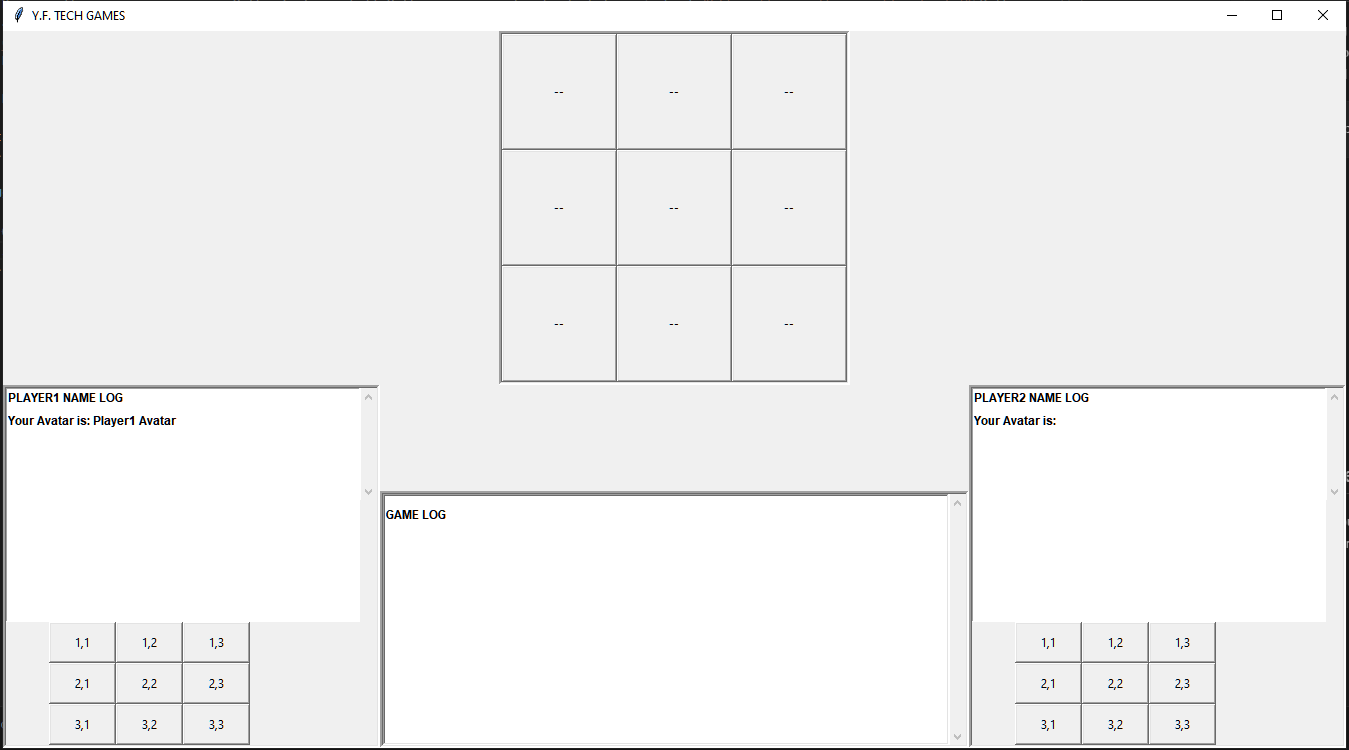 Y.F. TECH GAMES
-- -- --
-- -- --
-- -- --
PLAYER1 NAME LOG
Your Avatar is: Player1 Avatar
1,1 1,2 1,3
2,1 2,2 2,3
3,1 3,2 3,3
GAME LOG
PLAYER2 NAME LOG
Your Avatar is:
1,1 1,2 1,3
2,1 2,2 2,3
3,1 3,2 3,3